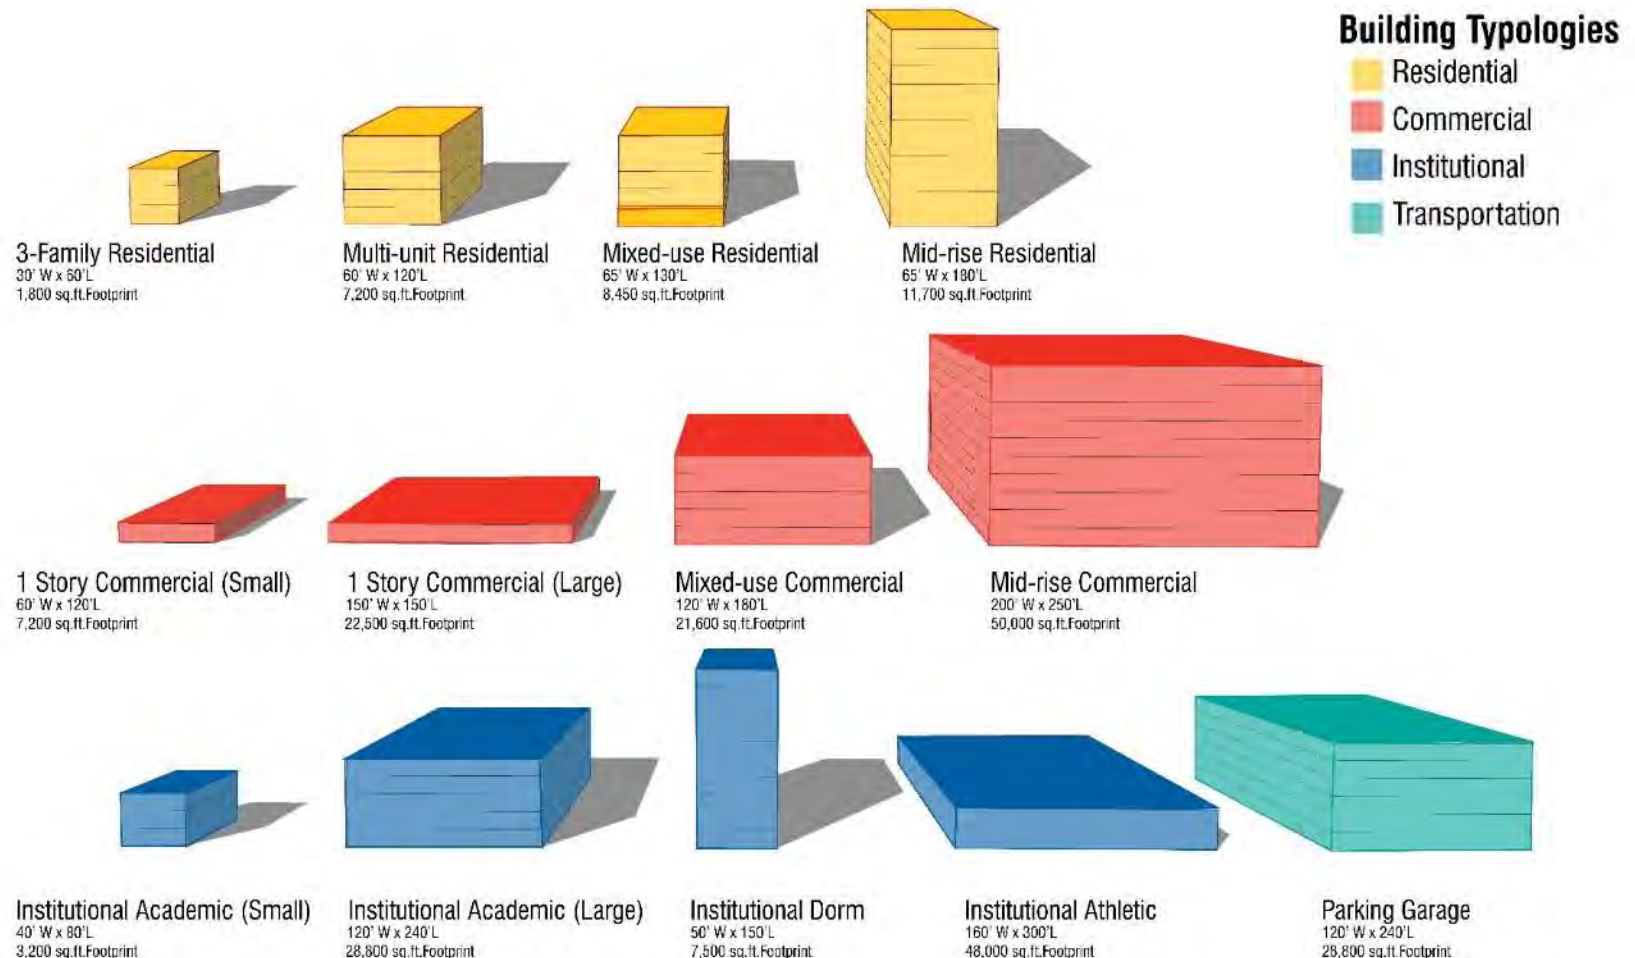 Building Typologies
Residential
Commercial
Institutional
Transportation
3-Family Residential
30' W x 60'L
1,800 sq.ft.Footprint
Multi-unit Residential
60' W x 120'L
7,200 sq.ft.Footprint
Mixed-use Residential
65' W x 130'L
8,450 sq.ft.Footprint
Mid-rise Residential
65' W x 180'L
11,700 sq.ft.Footprint
1 Story Commercial (Small)
60' W x 120'L
7,200 sq.ft.Footprint
1 Story Commercial (Large)
150' W x 150'L
22,500 sq.ft.Footprint
Mixed-use Commercial
120' W x 180'L
21,600 sq.ft.Footprint
Mid-rise Commercial
200' W x 250'L
50,000 sq.ft.Footprint
Institutional Academic (Small)
40' W x 80'L
3,200 sq.ft.Footprint
Institutional Academic (Large)
120' W x 240'L
28,800 sq.ft.Footprint
Institutional Dorm
50' W x 150'L
7,500 sq.ft.Footprint
Institutional Athletic
160' W x 300'L
48,000 sq.ft.Footprint
Parking Garage
120' W x 240'L
28,800 sq.ft.Footprint